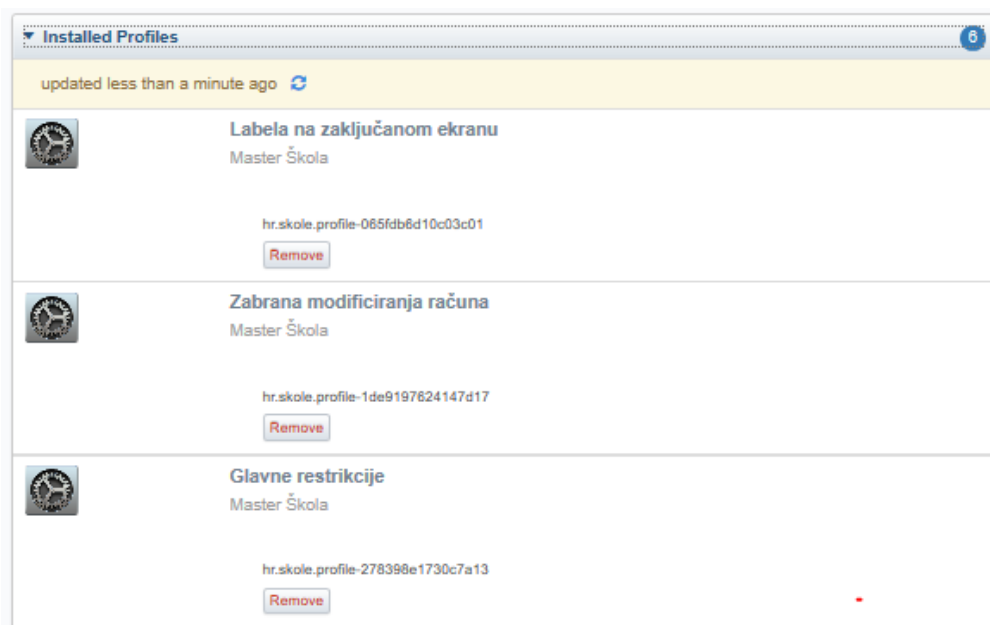 Installed Profiles 6
updated less than a minute ago
Labela na zaključanom ekranu
Master Škola
hr.skole.profile-065fdb6d10c03c01
Remove
Zabrana modificiranja računa
Master Škola
hr.skole.profile-1de9197624147d17
Remove
Glavne restrikcije
Master Škola
hr.skole.profile-278398e1730c7a13
Remove